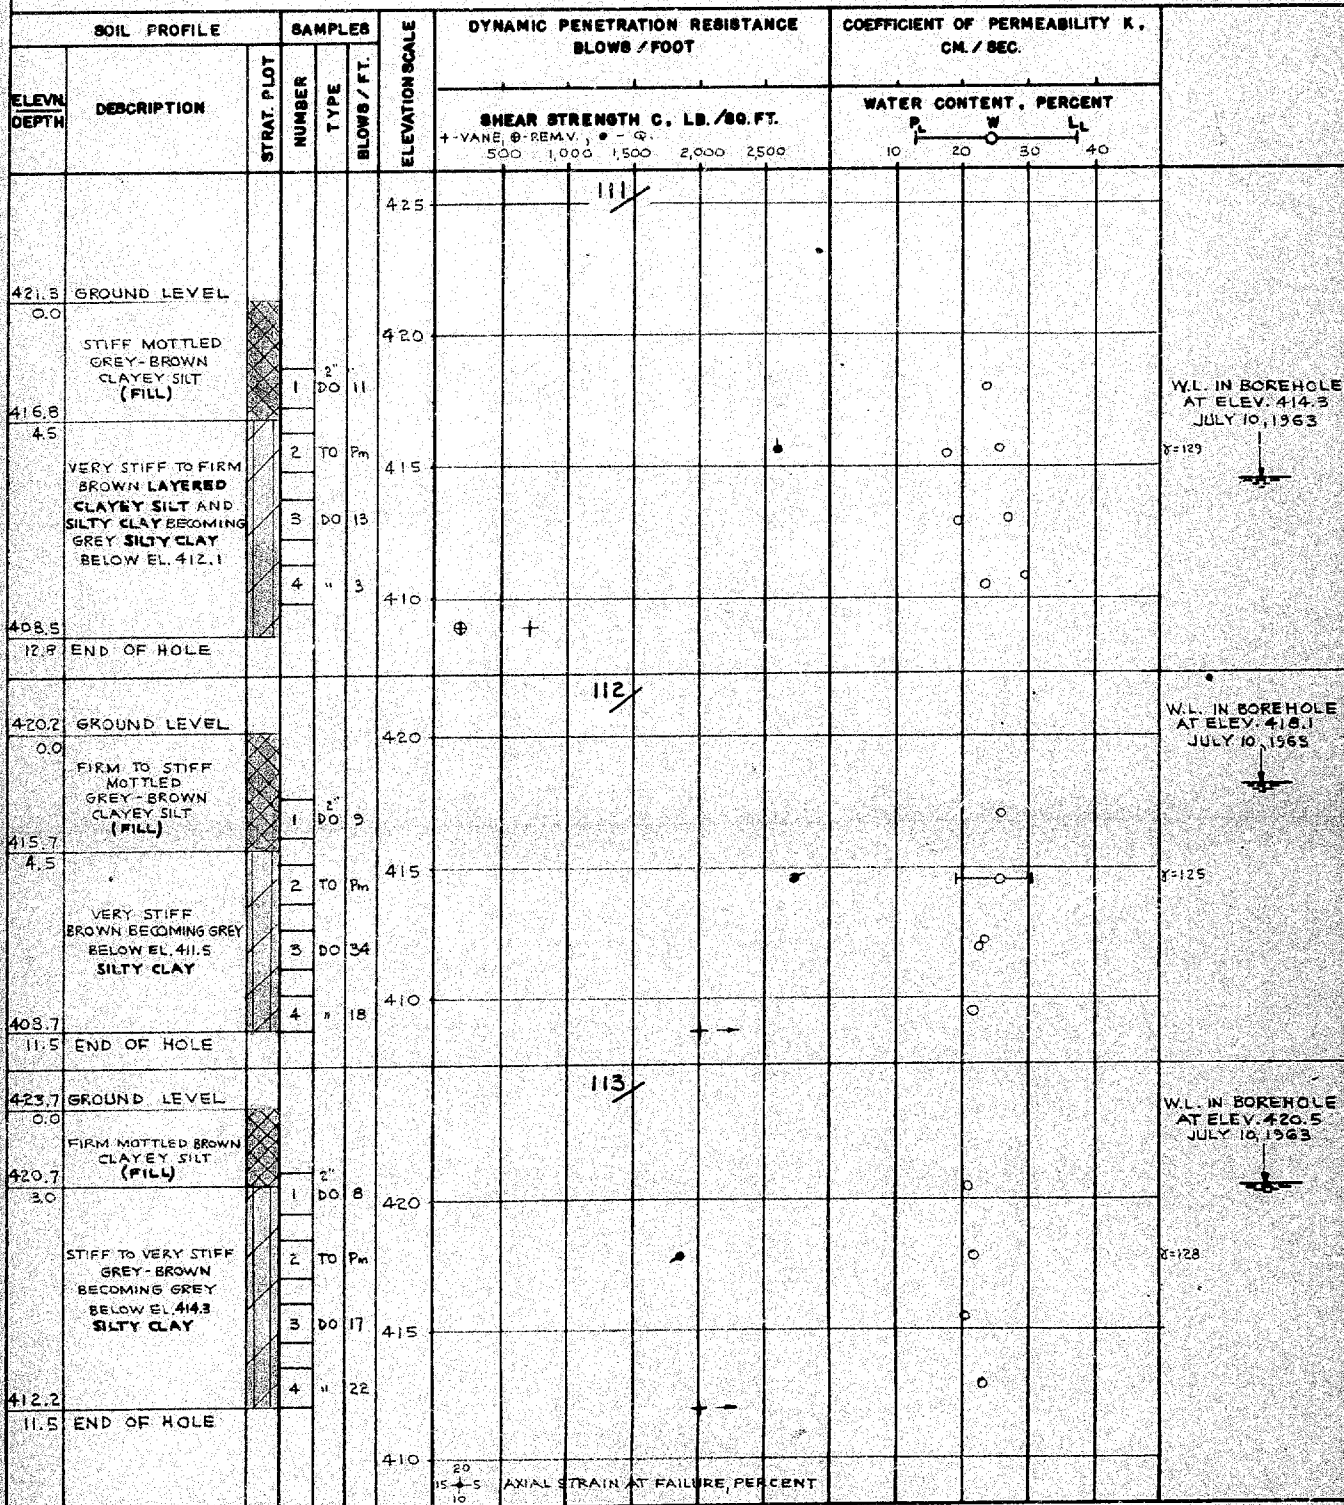 SOIL PROFILE
SAMPLES
ELEVATION SCALE
DYNAMIC PENETRATION RESISTANCE
BLOWS / FOOT
COEFFICIENT OF PERMEABILITY K,
CM. / SEC.
ELEVN
DEPTH
DESCRIPTION
STRAT. PLOT
NUMBER
TYPE
BLOWS / FT.
SHEAR STRENGTH C, LB./SQ.FT.
+-VANE, ⊕-REM.V., ● - Q.
500 1,000 1,500 2,000 2,500
WATER CONTENT, PERCENT
PL W LL
10 20 30 40
111
425
421.3 GROUND LEVEL
0.0
420
STIFF MOTTLED
GREY-BROWN
CLAYEY SILT
(FILL)
1 2" DO 11
W.L. IN BOREHOLE
AT ELEV. 414.3
JULY 10, 1963
416.8
4.5
2 TO Pm
415
γ=129
VERY STIFF TO FIRM
BROWN LAYERED
CLAYEY SILT AND
SILTY CLAY BECOMING
GREY SILTY CLAY
BELOW EL. 412.1
3 DO 13
4 " 3
410
408.5
12.8 END OF HOLE
112
420.2 GROUND LEVEL
0.0
420
W.L. IN BOREHOLE
AT ELEV. 418.1
JULY 10, 1963
FIRM TO STIFF
MOTTLED
GREY-BROWN
CLAYEY SILT
(FILL)
1 2" DO 9
415.7
4.5
2 TO Pm
415
γ=125
VERY STIFF
BROWN BECOMING GREY
BELOW EL. 411.5
SILTY CLAY
3 DO 34
4 " 18
410
408.7
11.5 END OF HOLE
113
423.7 GROUND LEVEL
0.0
W.L. IN BOREHOLE
AT ELEV. 420.5
JULY 10, 1963
FIRM MOTTLED BROWN
CLAYEY SILT
(FILL)
420.7
3.0
1 2" DO 8
420
2 TO Pm
γ=128
STIFF TO VERY STIFF
GREY-BROWN
BECOMING GREY
BELOW EL. 414.3
SILTY CLAY
3 DO 17
415
4 " 22
412.2
11.5 END OF HOLE
410
20
15 5 AXIAL STRAIN AT FAILURE, PERCENT
10